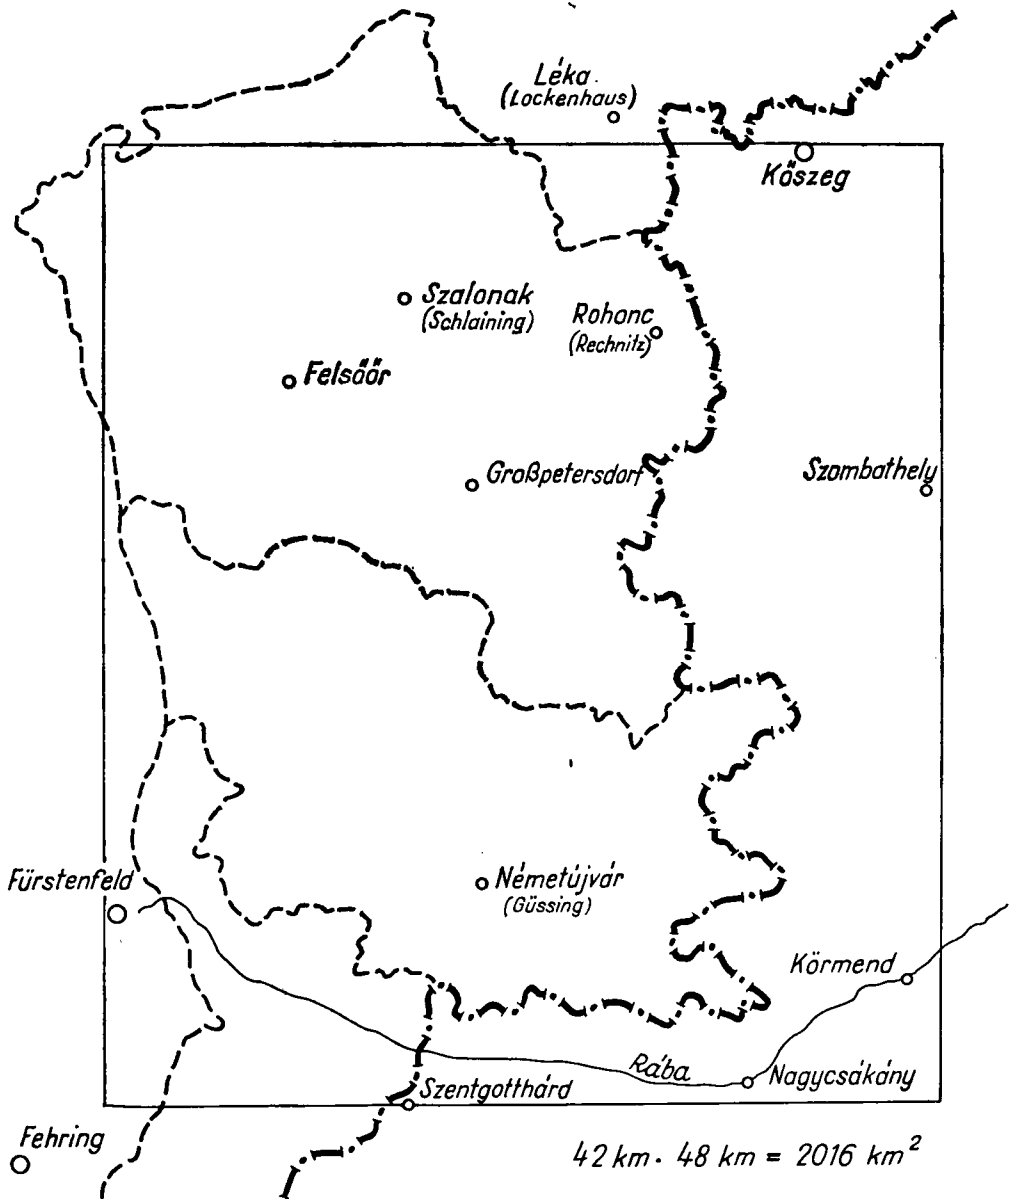 Léka
(Lockenhaus)
Kőszeg
Szalonak
(Schlaining)
Rohonc
(Rechnitz)
Felsőőr
Großpetersdorf
Szombathely
Fürstenfeld
Németújvár
(Güssing)
Körmend
Rába
Nagycsákány
Szentgotthárd
Fehring
42 km · 48 km = 2016 km²